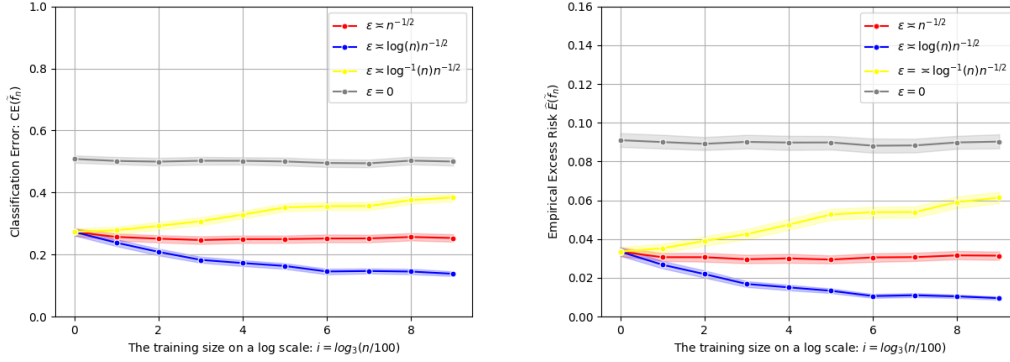 1.0
0.8
0.6
0.4
0.2
0.0
Classification Error: CE(f̃ₙ)
ε ≍ n⁻¹/²
ε ≍ log(n)n⁻¹/²
ε ≍ log⁻¹(n)n⁻¹/²
ε = 0
0 2 4 6 8
The training size on a log scale: i = log₃(n/100)
0.16
0.14
0.12
0.10
0.08
0.06
0.04
0.02
0.00
Empirical Excess Risk Ê(f̃ₙ)
ε ≍ n⁻¹/²
ε ≍ log(n)n⁻¹/²
ε = ≍ log⁻¹(n)n⁻¹/²
ε = 0
0 2 4 6 8
The training size on a log scale: i = log₃(n/100)